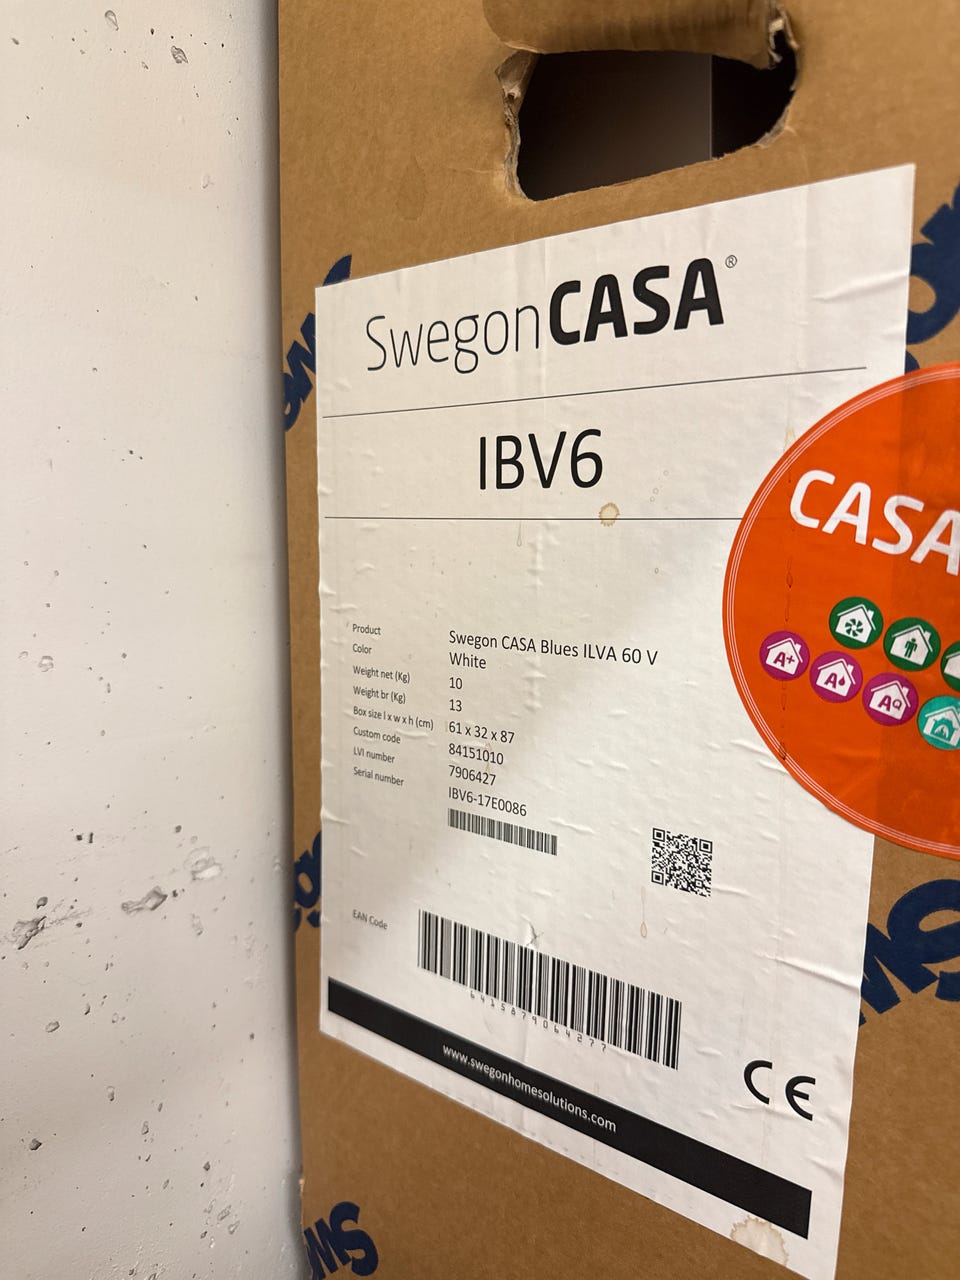 SwegonCASA®
IBV6
CASA
A+
A
A
Product Swegon CASA Blues ILVA 60 V
Color White
Weight net (Kg) 10
Weight br (Kg) 13
Box size l x w x h (cm) 61 x 32 x 87
Custom code 84151010
LVI number 7906427
Serial number IBV6-17E0086
EAN Code
6415879064277
www.swegonhomesolutions.com
CE